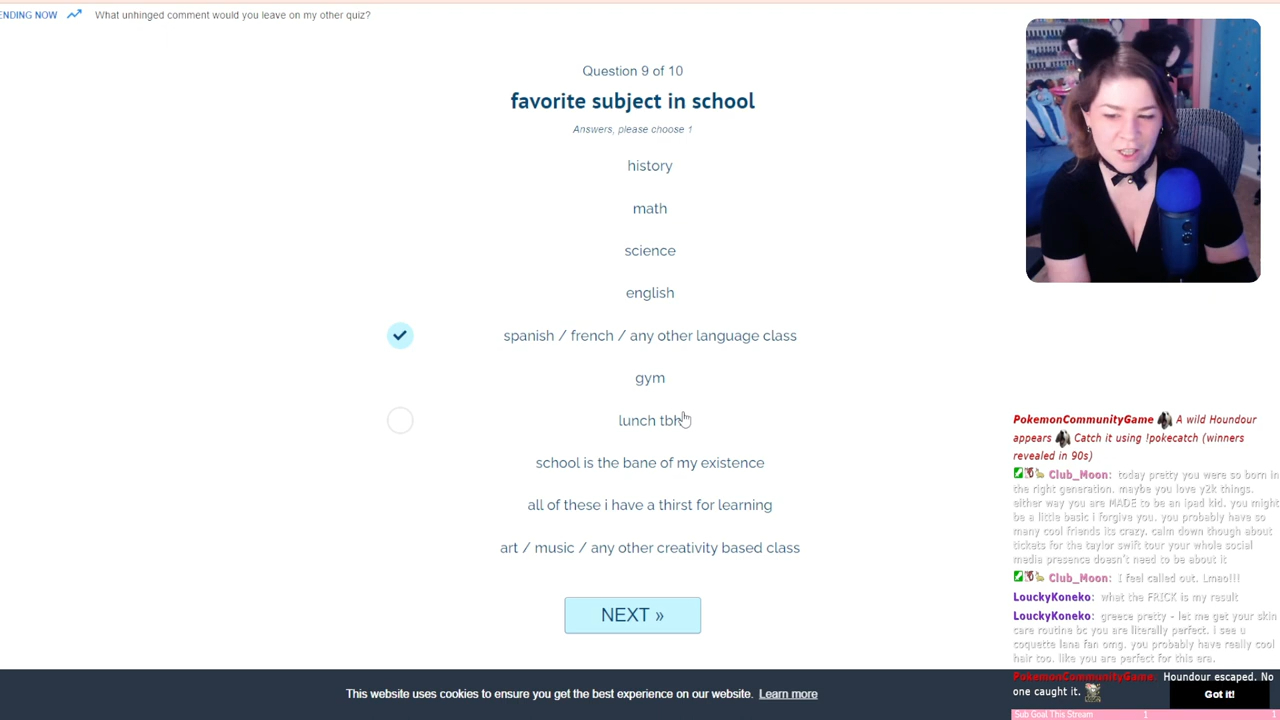 ENDING NOW What unhinged comment would you leave on my other quiz?
Question 9 of 10
favorite subject in school
Answers, please choose 1
history
math
science
english
spanish / french / any other language class
gym
lunch tbh
school is the bane of my existence
all of these i have a thirst for learning
art / music / any other creativity based class
NEXT »
PokemonCommunityGame A wild Houndour
appears Catch it using !pokecatch (winners
revealed in 90s)
Club_Moon: today pretty you were so born in
the right generation. maybe you love y2k things.
either way you are MADE to be an ipad kid. you might
be a little basic i forgive you. you probably have so
many cool friends its crazy. calm down though about
tickets for the taylor swift tour your whole social
media presence doesn't need to be about it
Club_Moon: I feel called out. Lmao!!!
LouckyKoneko: what the FRICK is my result
LouckyKoneko: greece pretty - let me get your skin
care routine bc you are literally perfect. i see u
coquette lana fan omg. you probably have really cool
hair too. like you are perfect for this era.
PokemonCommunityGame: Houndour escaped. No
one caught it.
This website uses cookies to ensure you get the best experience on our website. Learn more
Got it!
Sub Goal This Stream 1 1